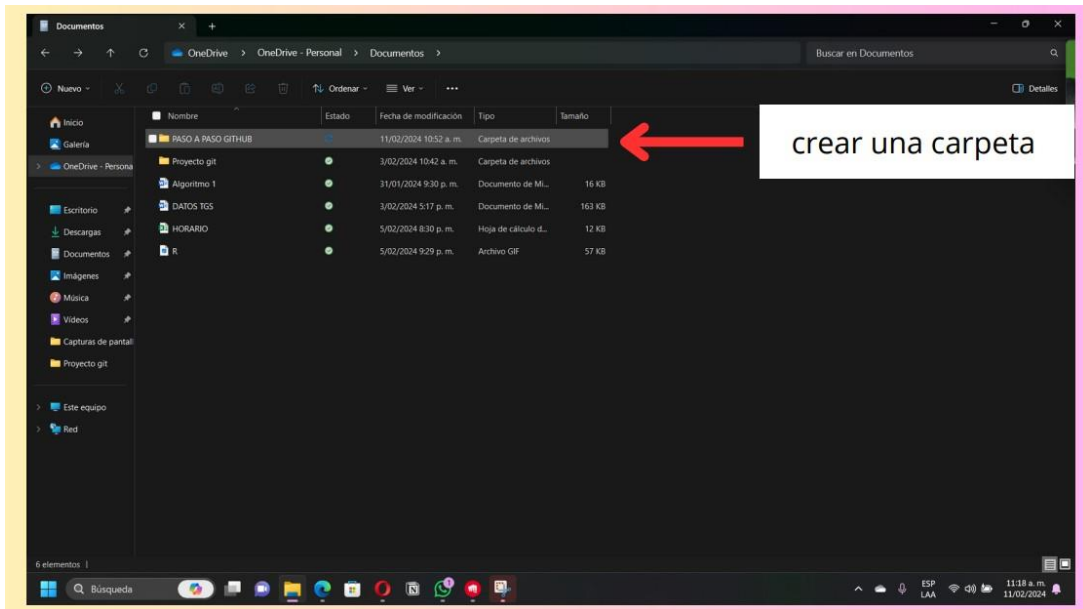 Documentos
OneDrive > OneDrive - Personal > Documentos >
Buscar en Documentos
Nuevo
Ordenar
Ver
Detalles
Nombre Estado Fecha de modificación Tipo Tamaño
PASO A PASO GITHUB 11/02/2024 10:52 a. m. Carpeta de archivos
Proyecto git 3/02/2024 10:42 a. m. Carpeta de archivos
Algoritmo 1 31/01/2024 9:30 p. m. Documento de Mi... 16 KB
DATOS TGS 3/02/2024 5:17 p. m. Documento de Mi... 163 KB
HORARIO 5/02/2024 8:30 p. m. Hoja de cálculo d... 12 KB
R 5/02/2024 9:29 p. m. Archivo GIF 57 KB
crear una carpeta
Inicio
Galería
OneDrive - Persona
Escritorio
Descargas
Documentos
Imágenes
Música
Vídeos
Capturas de pantall
Proyecto git
Este equipo
Red
6 elementos
Búsqueda
ESP
LAA
11:18 a. m.
11/02/2024